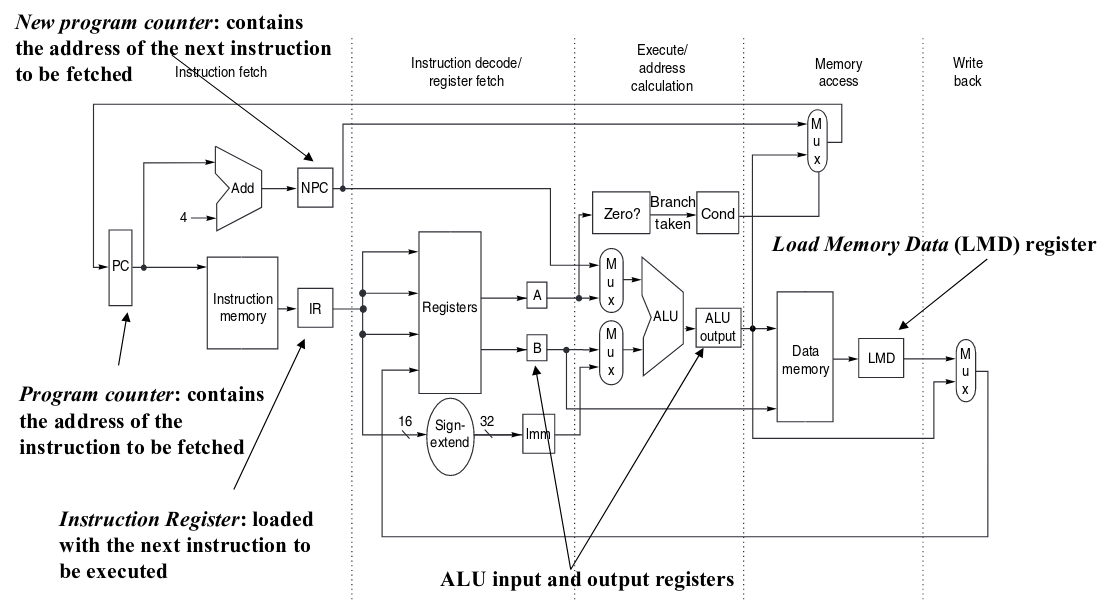 New program counter: contains
the address of the next instruction
to be fetched
Instruction fetch
Instruction decode/
register fetch
Execute/
address
calculation
Memory
access
Write
back
M
u
x
Add
NPC
4
Zero?
Branch
taken
Cond
Load Memory Data (LMD) register
PC
Instruction
memory
IR
Registers
A
B
M
u
x
M
u
x
ALU
ALU
output
Data
memory
LMD
M
u
x
16
Sign-
extend
32
Imm
Program counter: contains
the address of the
instruction to be fetched
Instruction Register: loaded
with the next instruction to
be executed
ALU input and output registers